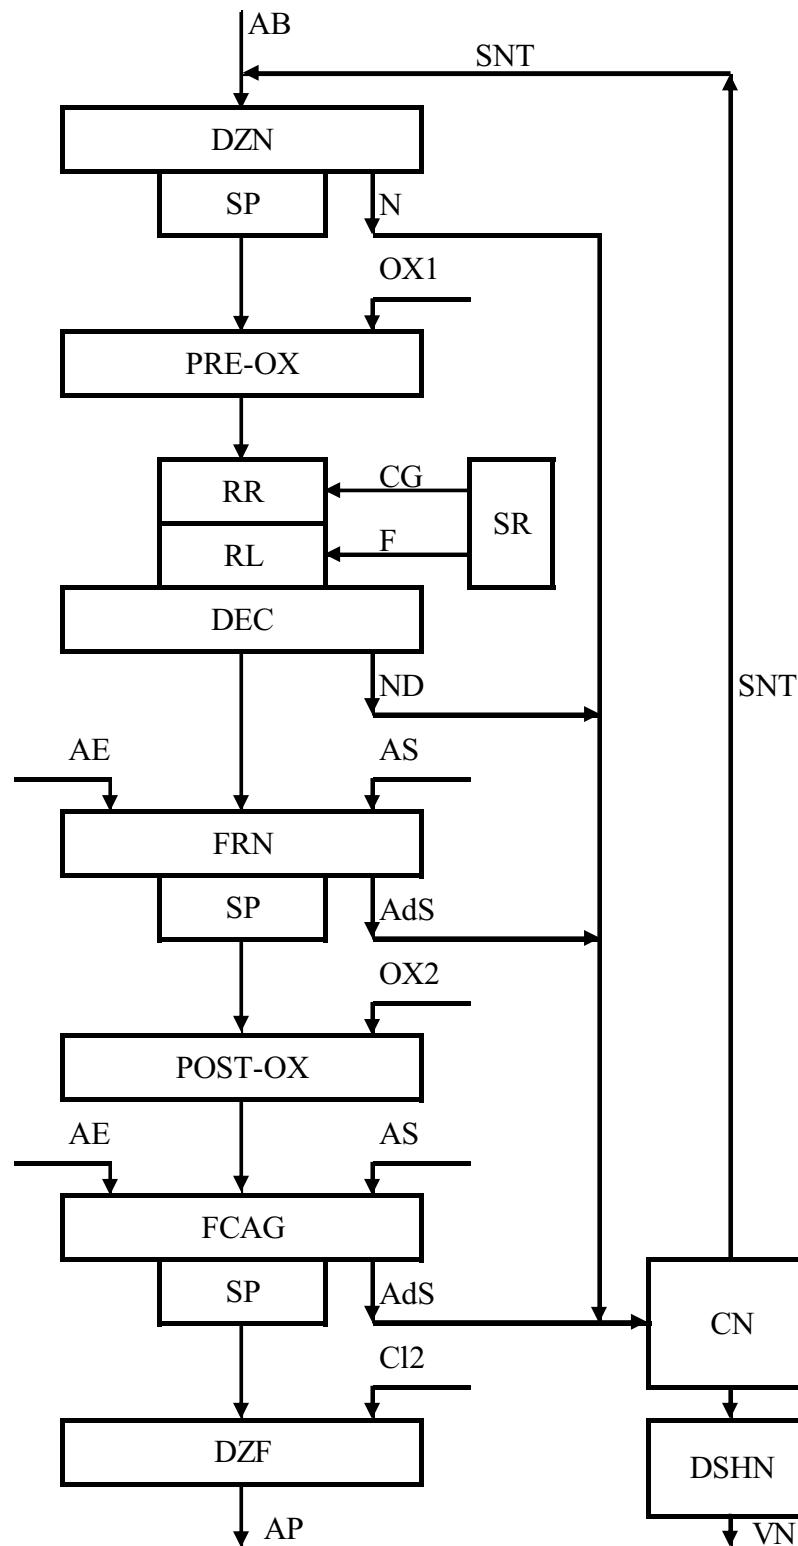 AB
SNT
DZN
SP
N
OX1
PRE-OX
RR
CG
SR
RL
F
DEC
ND
SNT
AE
AS
FRN
SP
AdS
OX2
POST-OX
AE
AS
FCAG
SP
AdS
CN
Cl2
DZF
DSHN
AP
VN